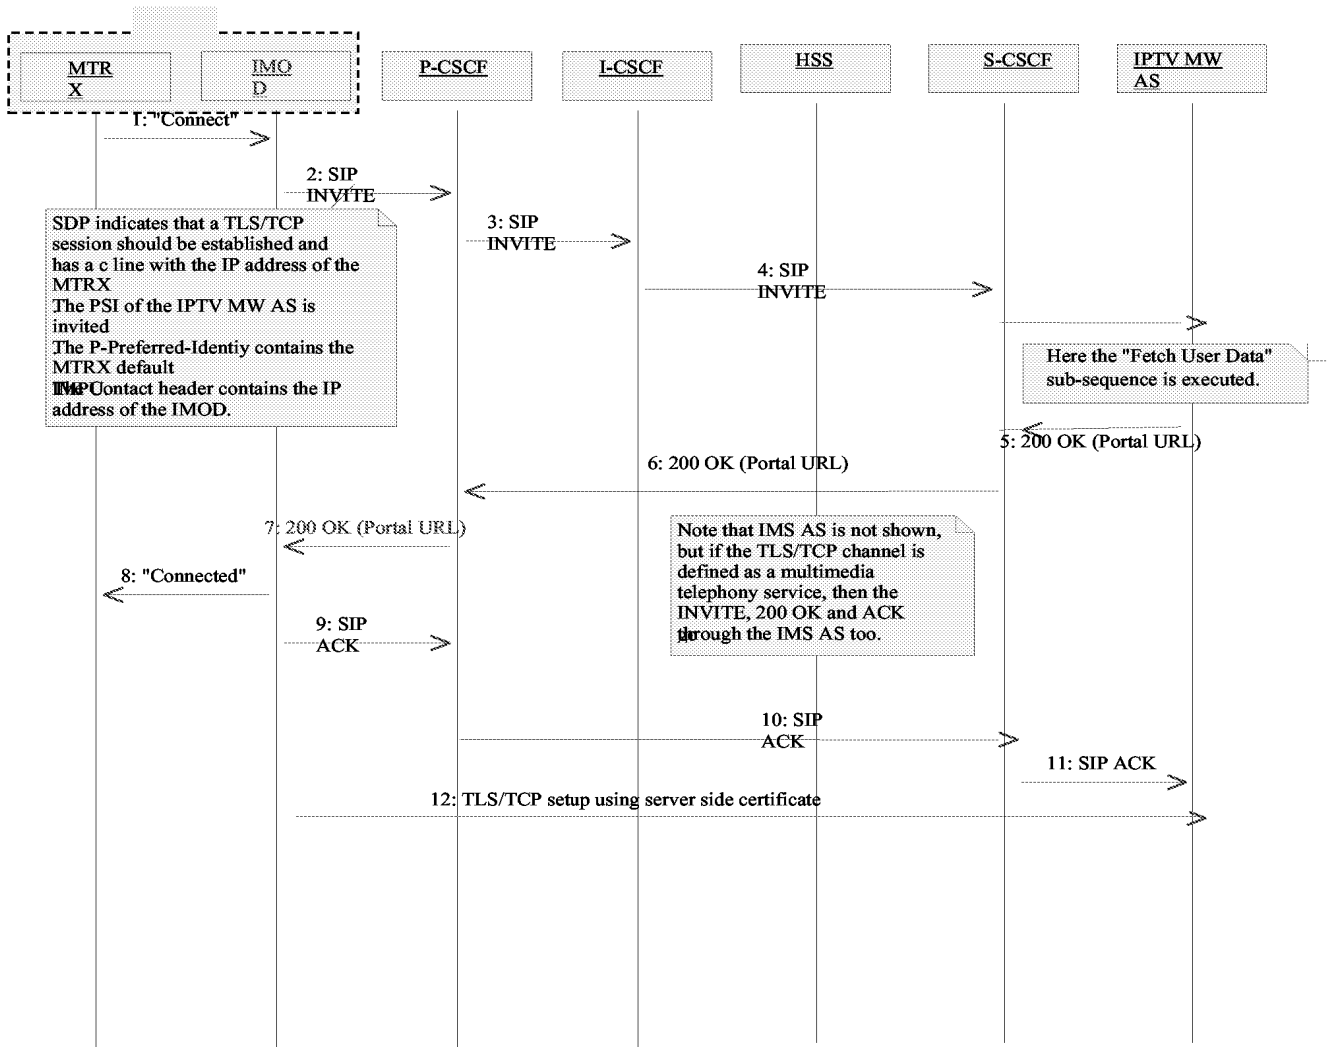 MTR
X
IMO
D
P-CSCF
I-CSCF
HSS
S-CSCF
IPTV MW
AS
1: "Connect"
2: SIP
INVITE
3: SIP
INVITE
4: SIP
INVITE
SDP indicates that a TLS/TCP
session should be established and
has a c line with the IP address of the
MTRX
The PSI of the IPTV MW AS is
invited
The P-Preferred-Identiy contains the
MTRX default
IMPU.
The Contact header contains the IP
address of the IMOD.
Here the "Fetch User Data"
sub-sequence is executed.
5: 200 OK (Portal URL)
6: 200 OK (Portal URL)
7: 200 OK (Portal URL)
Note that IMS AS is not shown,
but if the TLS/TCP channel is
defined as a multimedia
telephony service, then the
INVITE, 200 OK and ACK
through the IMS AS too.
8: "Connected"
9: SIP
ACK
10: SIP
ACK
11: SIP ACK
12: TLS/TCP setup using server side certificate